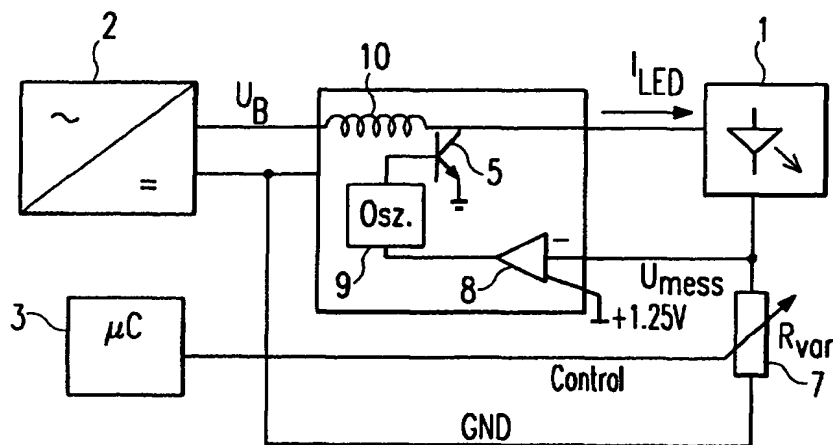 2
10
1
U_B
I_LED
~
=
5
Osz.
9
8
−
U_mess
+1.25V
3
μC
R_var
7
Control
GND